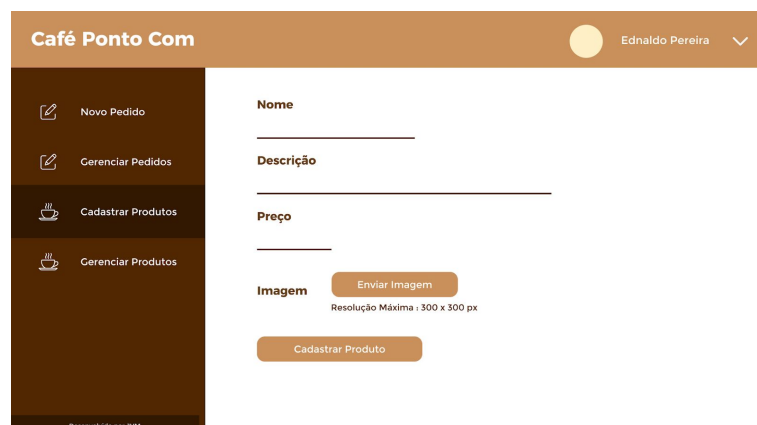 Café Ponto Com
Ednaldo Pereira
Novo Pedido
Gerenciar Pedidos
Cadastrar Produtos
Gerenciar Produtos
Nome
Descrição
Preço
Imagem
Enviar Imagem
Resolução Máxima : 300 x 300 px
Cadastrar Produto